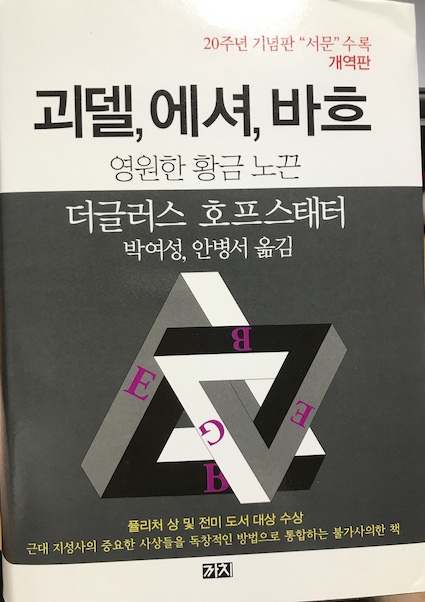 20주년 기념판 “서문” 수록
개역판
괴델, 에셔, 바흐
영원한 황금 노끈
더글러스 호프스태터
박여성, 안병서 옮김
B
E
E
G
B
퓰리처 상 및 전미 도서 대상 수상
근대 지성사의 중요한 사상들을 독창적인 방법으로 통합하는 불가사의한 책
까치